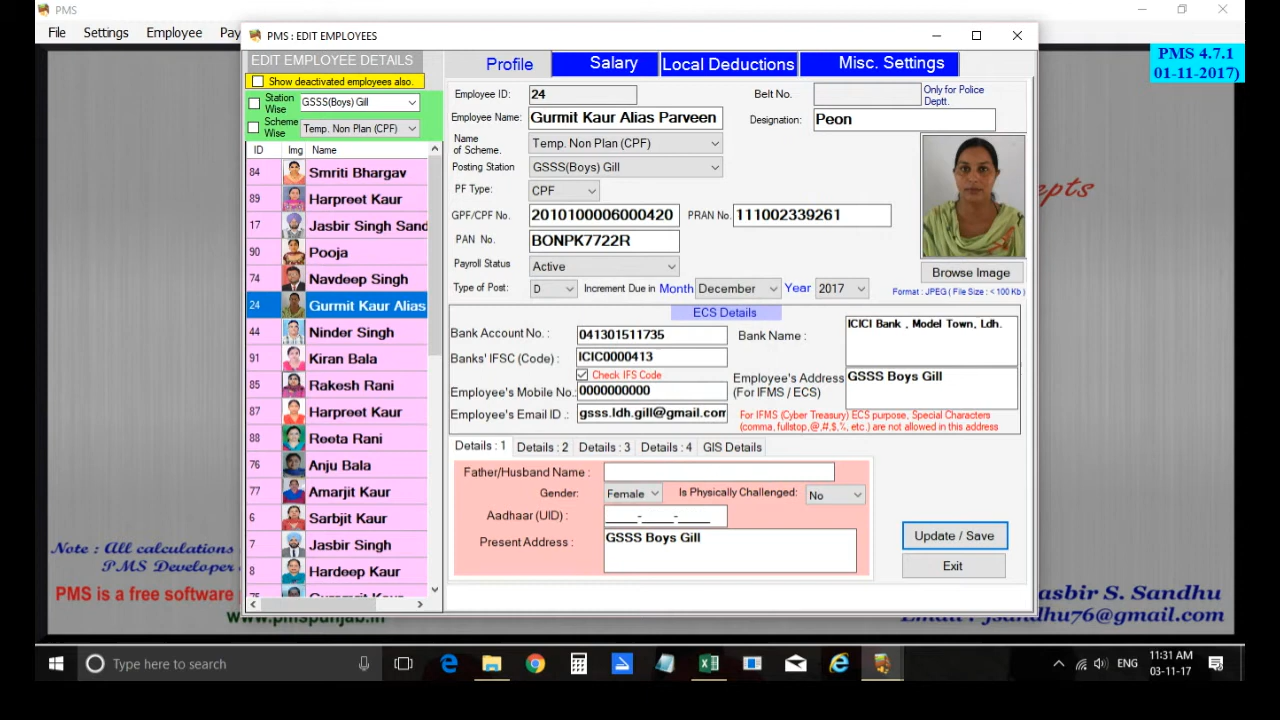 PMS
File Settings Employee Pay
PMS : EDIT EMPLOYEES
PMS 4.7.1
01-11-2017)
EDIT EMPLOYEE DETAILS
Show deactivated employees also.
Station Wise GSSS(Boys) Gill
Scheme Wise Temp. Non Plan (CPF)
ID Img Name
84 Smriti Bhargav
89 Harpreet Kaur
17 Jasbir Singh Sand
90 Pooja
74 Navdeep Singh
24 Gurmit Kaur Alias
44 Ninder Singh
91 Kiran Bala
85 Rakesh Rani
87 Harpreet Kaur
88 Reeta Rani
76 Anju Bala
77 Amarjit Kaur
6 Sarbjit Kaur
7 Jasbir Singh
8 Hardeep Kaur
Profile Salary Local Deductions Misc. Settings
Employee ID: 24 Belt No. Only for Police Deptt.
Employee Name: Gurmit Kaur Alias Parveen Designation: Peon
Name of Scheme. Temp. Non Plan (CPF)
Posting Station GSSS(Boys) Gill
PF Type: CPF
GPF/CPF No. 2010100006000420 PRAN No. 111002339261
PAN No. BONPK7722R
Payroll Status Active
Browse Image
Type of Post: D Increment Due in Month December Year 2017
Format : JPEG ( File Size : < 100 Kb )
ECS Details
Bank Account No. : 041301511735 Bank Name : ICICI Bank , Model Town, Ldh.
Banks' IFSC (Code) : ICIC0000413
Check IFS Code
Employee's Mobile No.: 0000000000 Employee's Address (For IFMS / ECS) GSSS Boys Gill
Employee's Email ID .: gsss.ldh.gill@gmail.com
For IFMS (Cyber Treasury) ECS purpose, Special Characters
(comma,fullstop,@,#,$,%, etc.) are not allowed in this address
Details : 1 Details : 2 Details : 3 Details : 4 GIS Details
Father/Husband Name :
Gender: Female Is Physically Challenged: No
Aadhaar (UID) : _____-_____-_____
Present Address : GSSS Boys Gill
Update / Save
Exit
epts
Note : All calculations
PMS Developer
PMS is a free software
www.pmspunjab.in
asbir S. Sandhu
Email : jsandhu76@gmail.com
Type here to search
ENG 11:31 AM
03-11-17